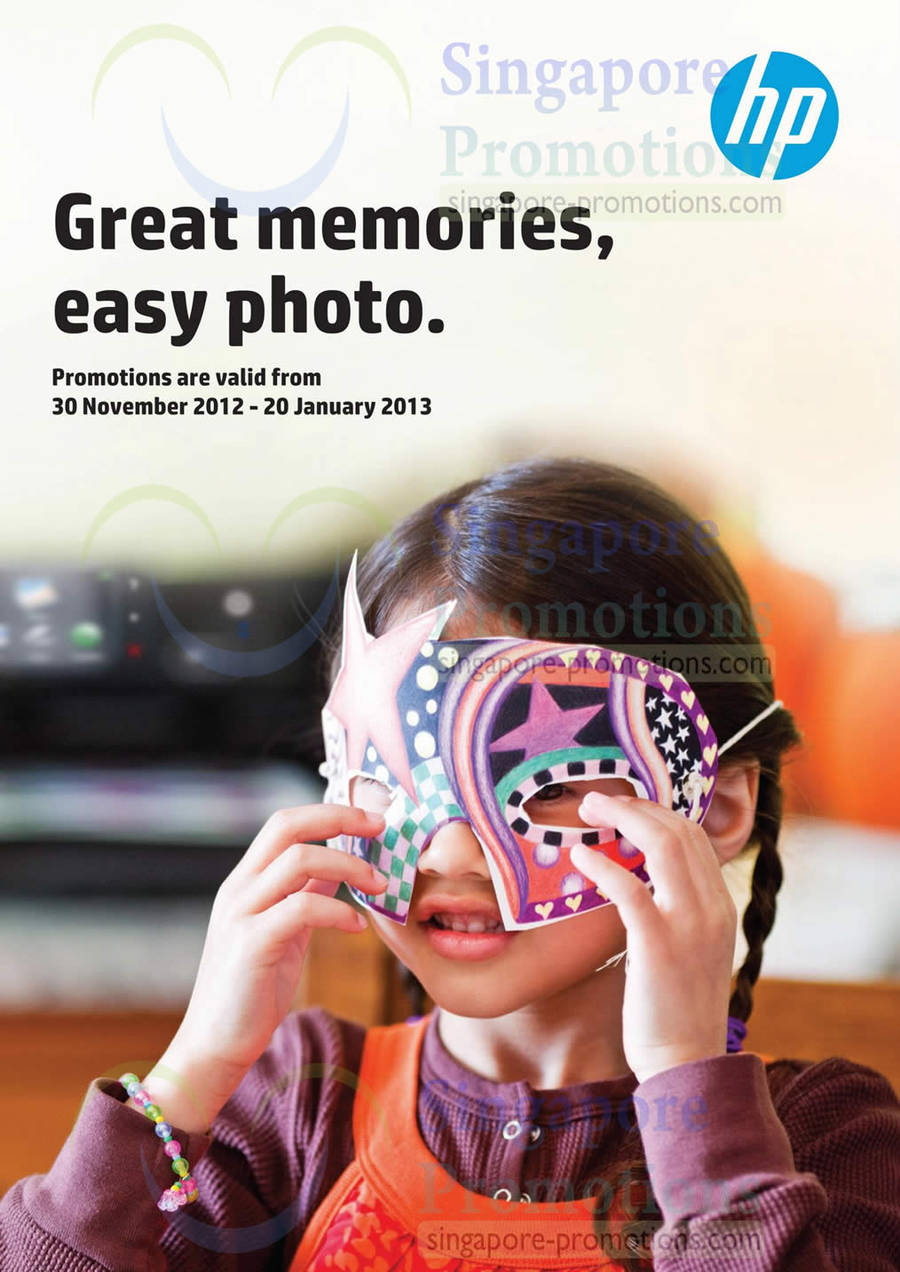 Singapore
Promotions
singapore-promotions.com
hp
Great memories,
easy photo.
Promotions are valid from
30 November 2012 - 20 January 2013
Singapore
Promotions
singapore-promotions.com
Singapore
Promotions
singapore-promotions.com